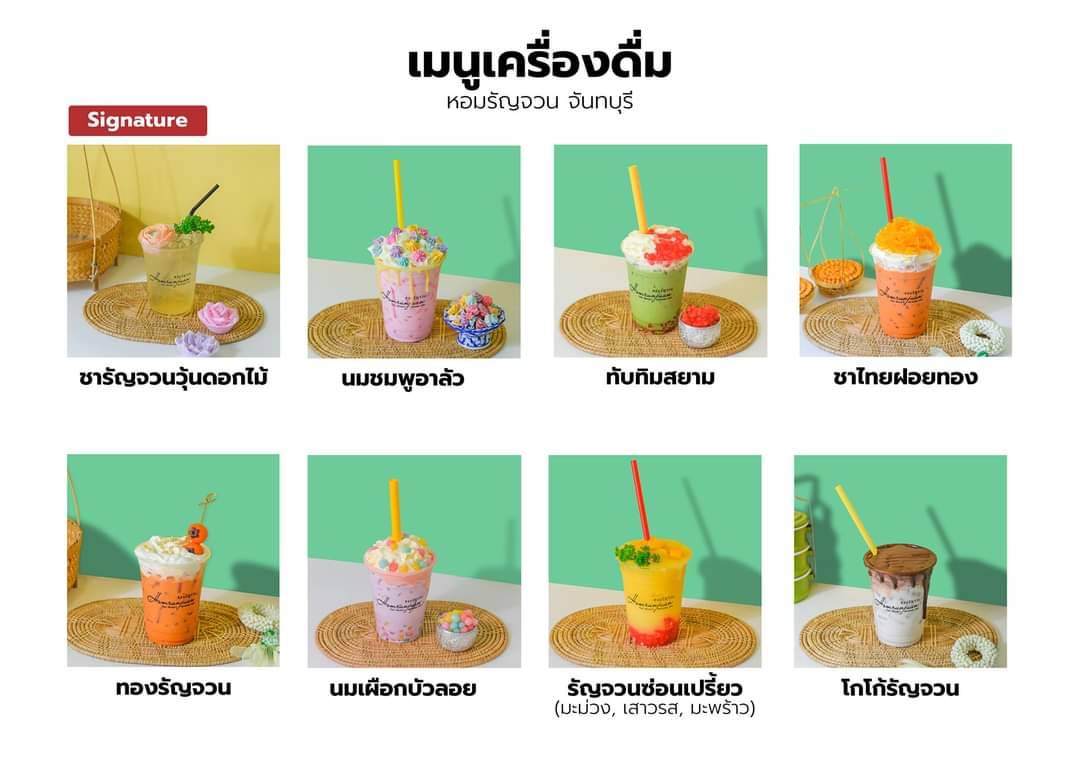 เมนูเครื่องดื่ม
หอมรัญจวน จันทบุรี
Signature
ชารัญจวนวุ้นดอกไม้
นมชมพูอาลัว
ทับทิมสยาม
ชาไทยฝอยทอง
ทองรัญจวน
นมเผือกบัวลอย
รัญจวนซ่อนเปรี้ยว
(มะม่วง, เสาวรส, มะพร้าว)
โกโก้รัญจวน